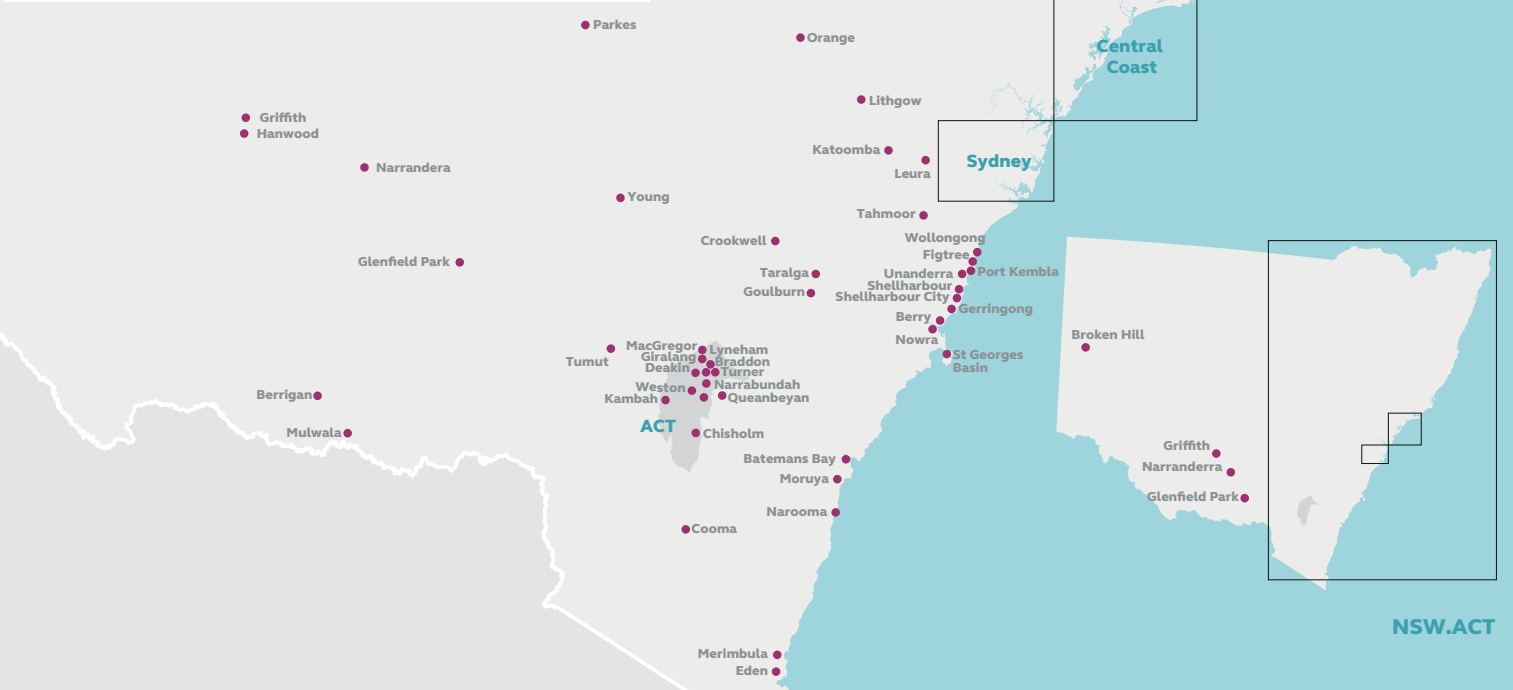 Parkes
Orange
Central
Coast
Lithgow
Griffith
Hanwood
Katoomba
Sydney
Leura
Narrandera
Young
Tahmoor
Wollongong
Crookwell
Figtree
Glenfield Park
Taralga
Unanderra
Port Kembla
Shellharbour
Goulburn
Shellharbour City
Gerringong
Berry
Nowra
Broken Hill
MacGregor
Lyneham
Giralang
Braddon
St Georges
Basin
Tumut
Deakin
Turner
Weston
Narrabundah
Berrigan
Kambah
Queanbeyan
ACT
Mulwala
Chisholm
Griffith
Batemans Bay
Narranderra
Moruya
Glenfield Park
Narooma
Cooma
NSW.ACT
Merimbula
Eden